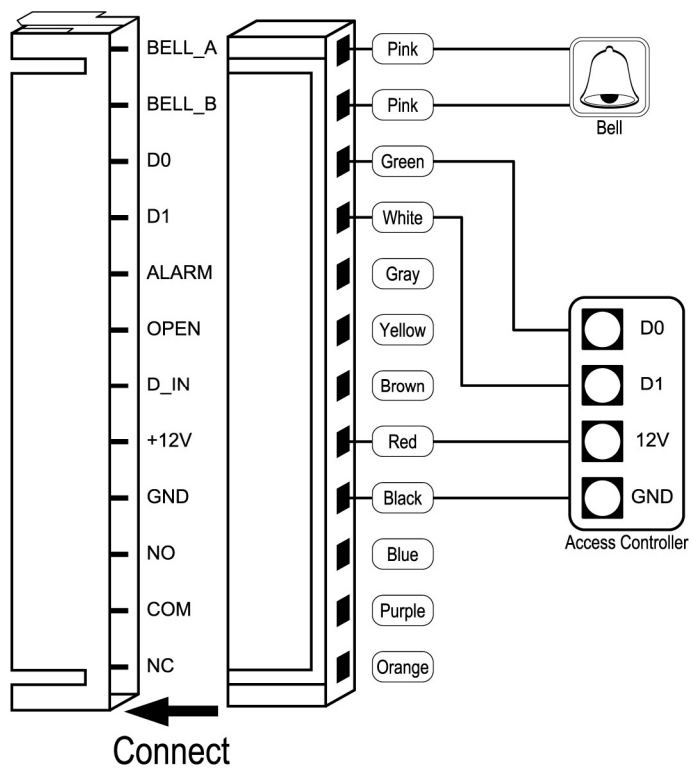 BELL_A
Pink
BELL_B
Pink
Bell
D0
Green
D1
White
ALARM
Gray
OPEN
Yellow
D0
D_IN
Brown
D1
+12V
Red
12V
GND
Black
GND
Access Controller
NO
Blue
COM
Purple
NC
Orange
Connect